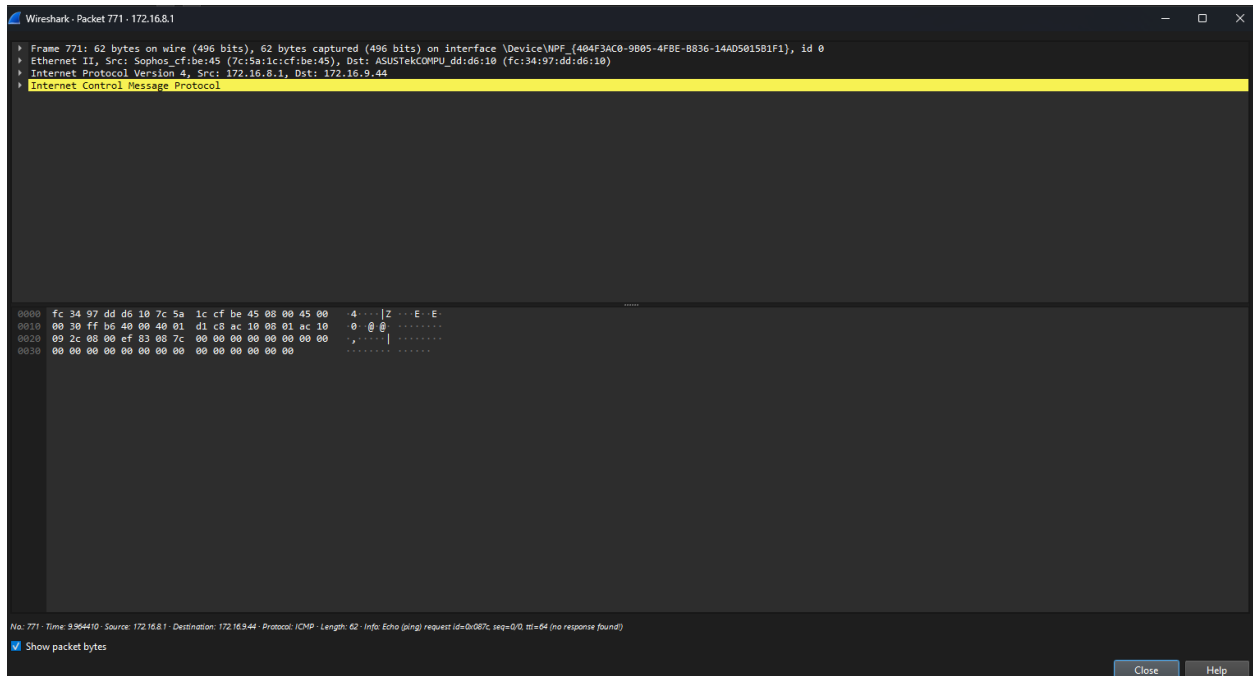 Wireshark · Packet 771 · 172.16.8.1
Frame 771: 62 bytes on wire (496 bits), 62 bytes captured (496 bits) on interface \Device\NPF_{404F3AC0-9B05-4FBE-B836-14AD5015B1F1}, id 0
Ethernet II, Src: Sophos_cf:be:45 (7c:5a:1c:cf:be:45), Dst: ASUSTekCOMPU_dd:d6:10 (fc:34:97:dd:d6:10)
Internet Protocol Version 4, Src: 172.16.8.1, Dst: 172.16.9.44
Internet Control Message Protocol
0000 fc 34 97 dd d6 10 7c 5a 1c cf be 45 08 00 45 00 ·4····|Z ···E··E·
0010 00 30 ff b6 40 00 40 01 d1 c8 ac 10 08 01 ac 10 ·0··@·@· ········
0020 09 2c 08 00 ef 83 08 7c 00 00 00 00 00 00 00 00 ·,·····| ········
0030 00 00 00 00 00 00 00 00 00 00 00 00 00 00 ········ ······
No.: 771 · Time: 9.964410 · Source: 172.16.8.1 · Destination: 172.16.9.44 · Protocol: ICMP · Length: 62 · Info: Echo (ping) request id=0x087c, seq=0/0, ttl=64 (no response found!)
Show packet bytes
Close Help